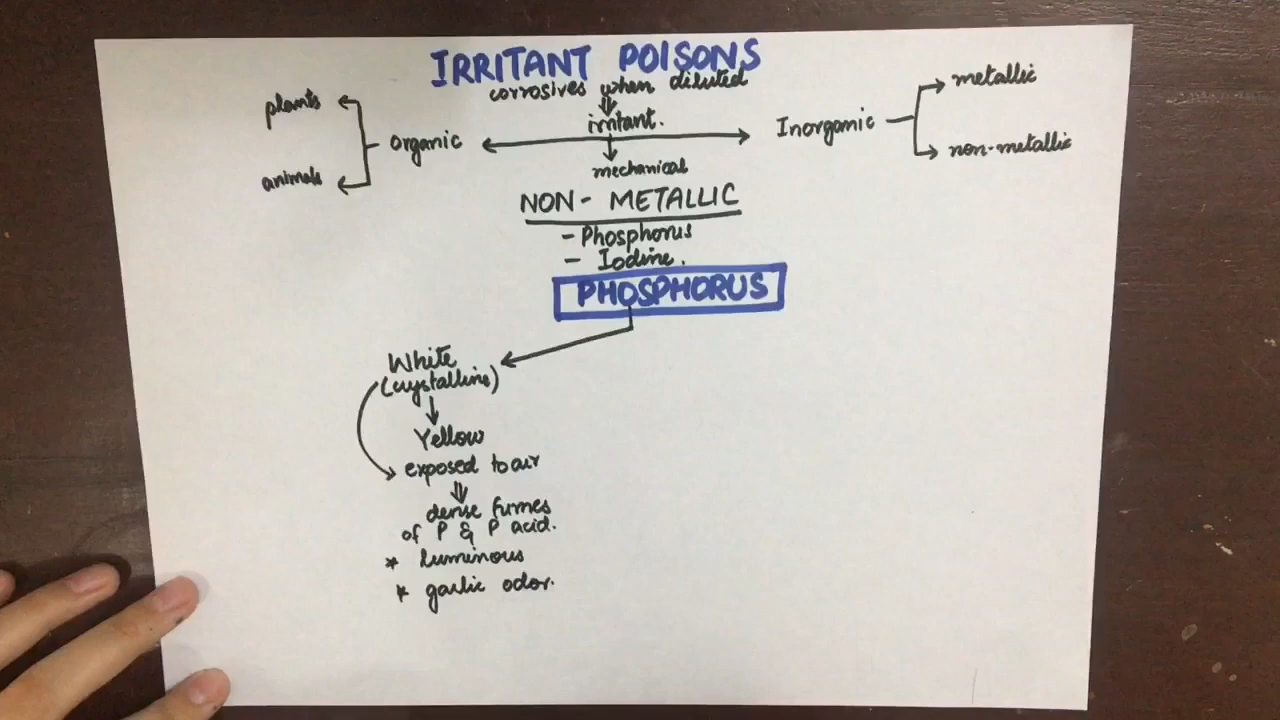 IRRITANT POISONS
corrosives when diluted
irritant.
plants
animals
organic
Inorganic
metallic
non-metallic
mechanical
NON- METALLIC
- Phosphorus
- Iodine.
PHOSPHORUS
White
(crystalline)
Yellow
exposed to air
dense fumes
of P & P acid.
* luminous
* garlic odor.